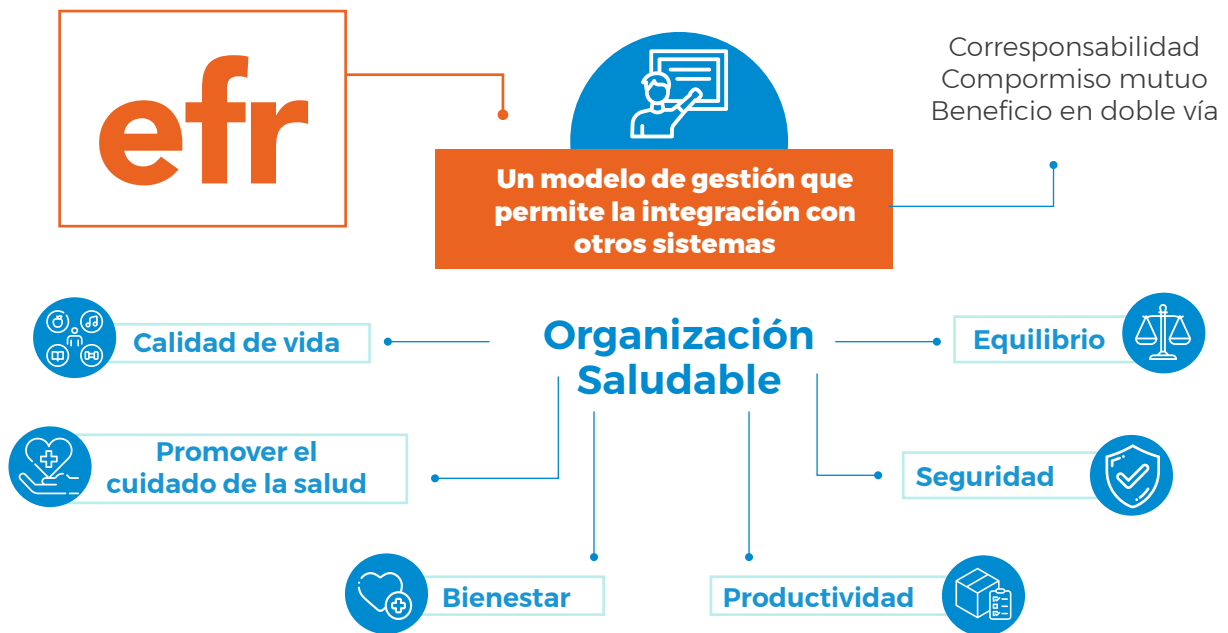 efr
Un modelo de gestión que
permite la integración con
otros sistemas
Corresponsabilidad
Compormiso mutuo
Beneficio en doble vía
Organización
Saludable
Calidad de vida
Equilibrio
Promover el
cuidado de la salud
Seguridad
Bienestar
Productividad